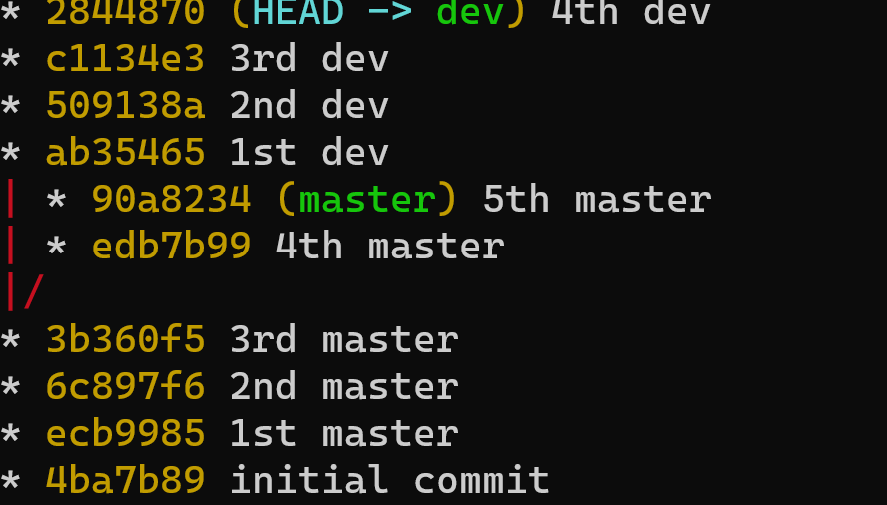 * 2844870 (HEAD -> dev) 4th dev
* c1134e3 3rd dev
* 509138a 2nd dev
* ab35465 1st dev
| * 90a8234 (master) 5th master
| * edb7b99 4th master
|/
* 3b360f5 3rd master
* 6c897f6 2nd master
* ecb9985 1st master
* 4ba7b89 initial commit